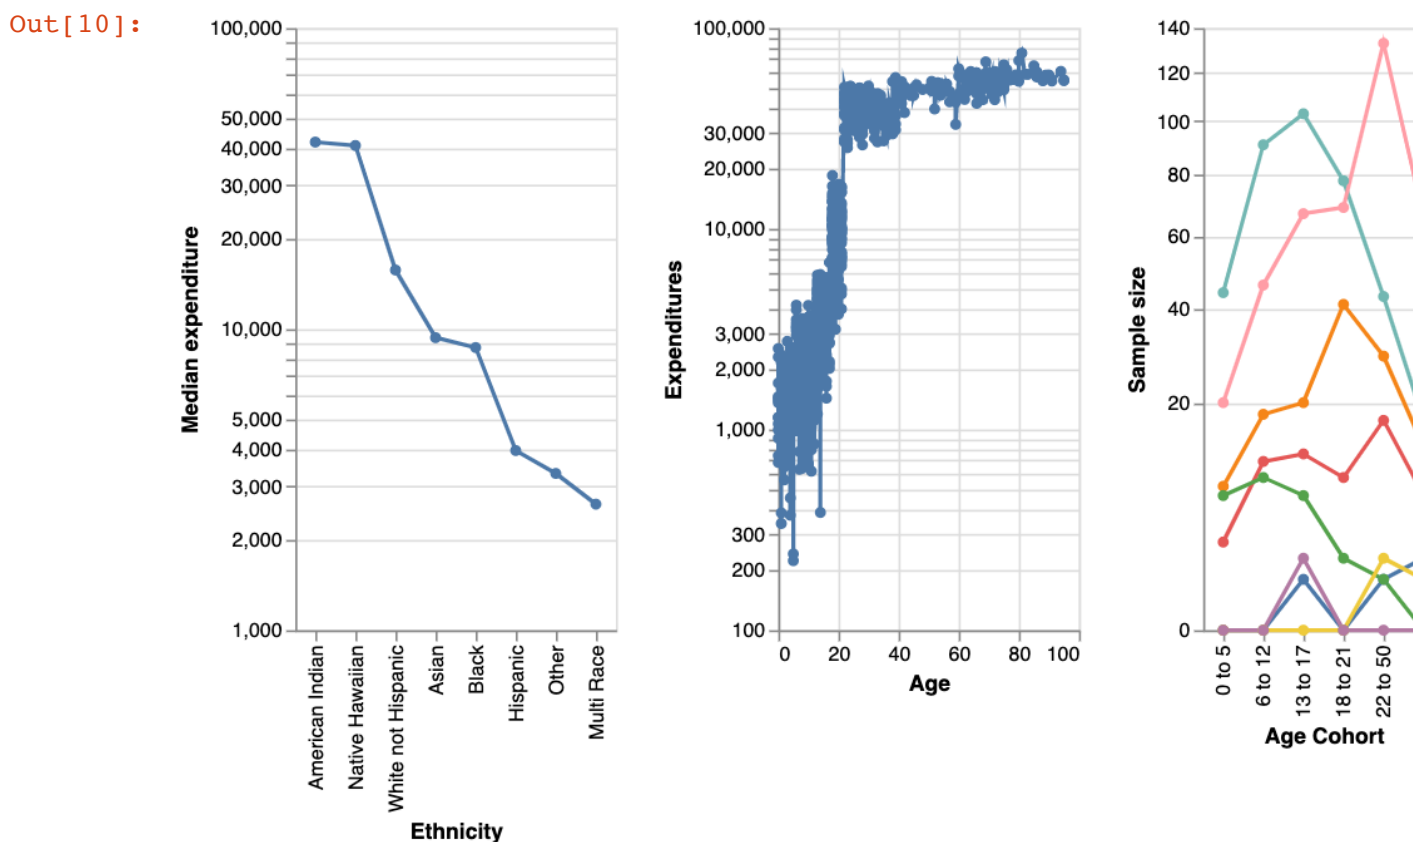 Out[10]:
100,000
50,000
40,000
30,000
20,000
10,000
5,000
4,000
3,000
2,000
1,000
Median expenditure
American Indian
Native Hawaiian
White not Hispanic
Asian
Black
Hispanic
Other
Multi Race
Ethnicity
100,000
30,000
20,000
10,000
3,000
2,000
1,000
300
200
100
Expenditures
0 20 40 60 80 100
Age
140
120
100
80
60
40
20
0
Sample size
0 to 5
6 to 12
13 to 17
18 to 21
22 to 50
Age Cohort